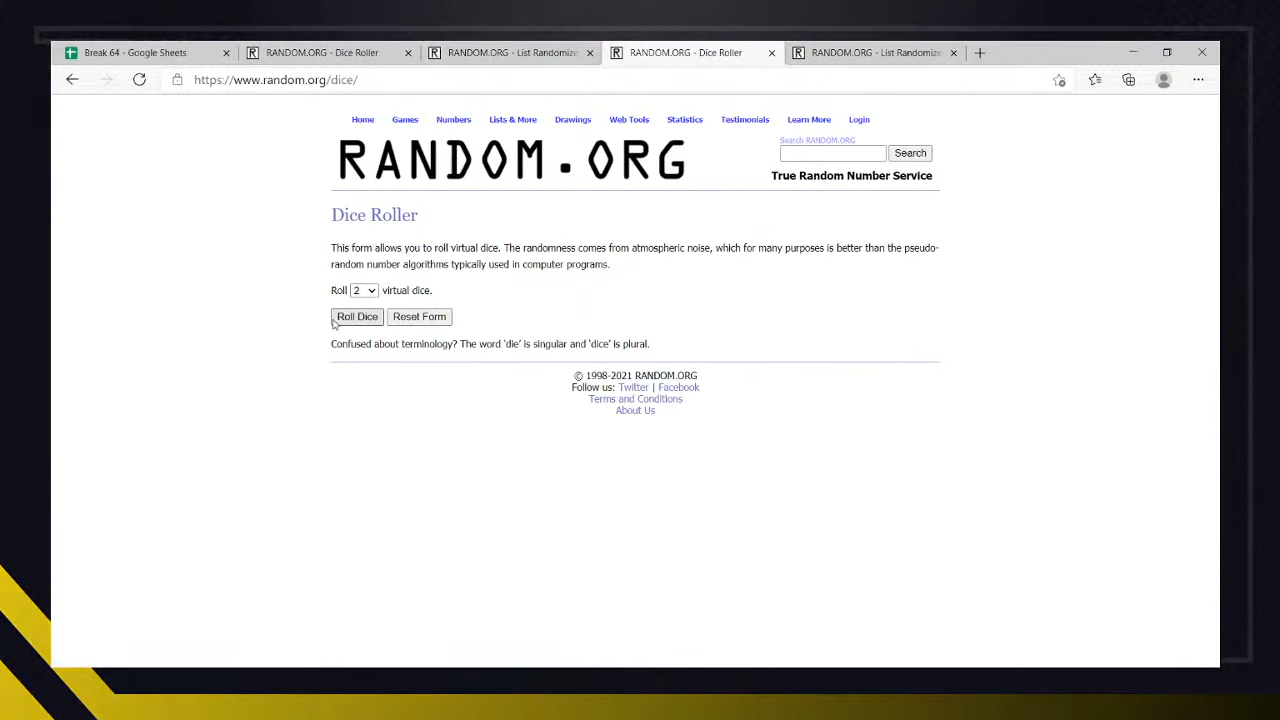 Break 64 - Google Sheets
RANDOM.ORG - Dice Roller
RANDOM.ORG - List Randomize
RANDOM.ORG - Dice Roller
RANDOM.ORG - List Randomize
https://www.random.org/dice/
Home Games Numbers Lists & More Drawings Web Tools Statistics Testimonials Learn More Login
RANDOM.ORG
Search RANDOM.ORG
Search
True Random Number Service
Dice Roller
This form allows you to roll virtual dice. The randomness comes from atmospheric noise, which for many purposes is better than the pseudo-
random number algorithms typically used in computer programs.
Roll 2 virtual dice.
Roll Dice Reset Form
Confused about terminology? The word 'die' is singular and 'dice' is plural.
© 1998-2021 RANDOM.ORG
Follow us: Twitter | Facebook
Terms and Conditions
About Us